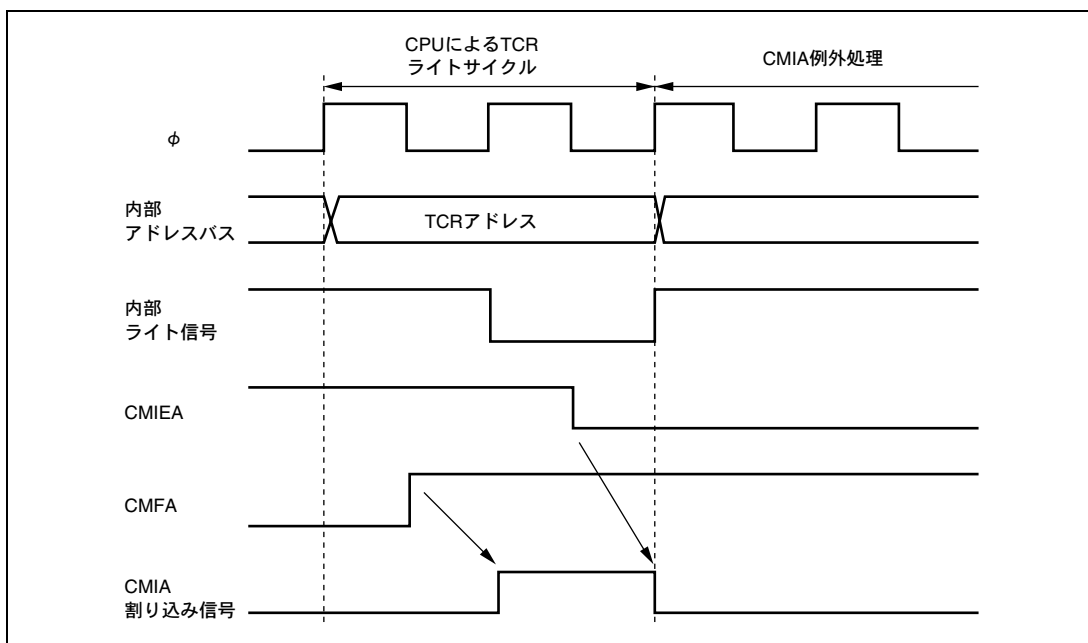 CPUによるTCR
ライトサイクル
CMIA例外処理
φ
内部
アドレスバス
TCRアドレス
内部
ライト信号
CMIEA
CMFA
CMIA
割り込み信号